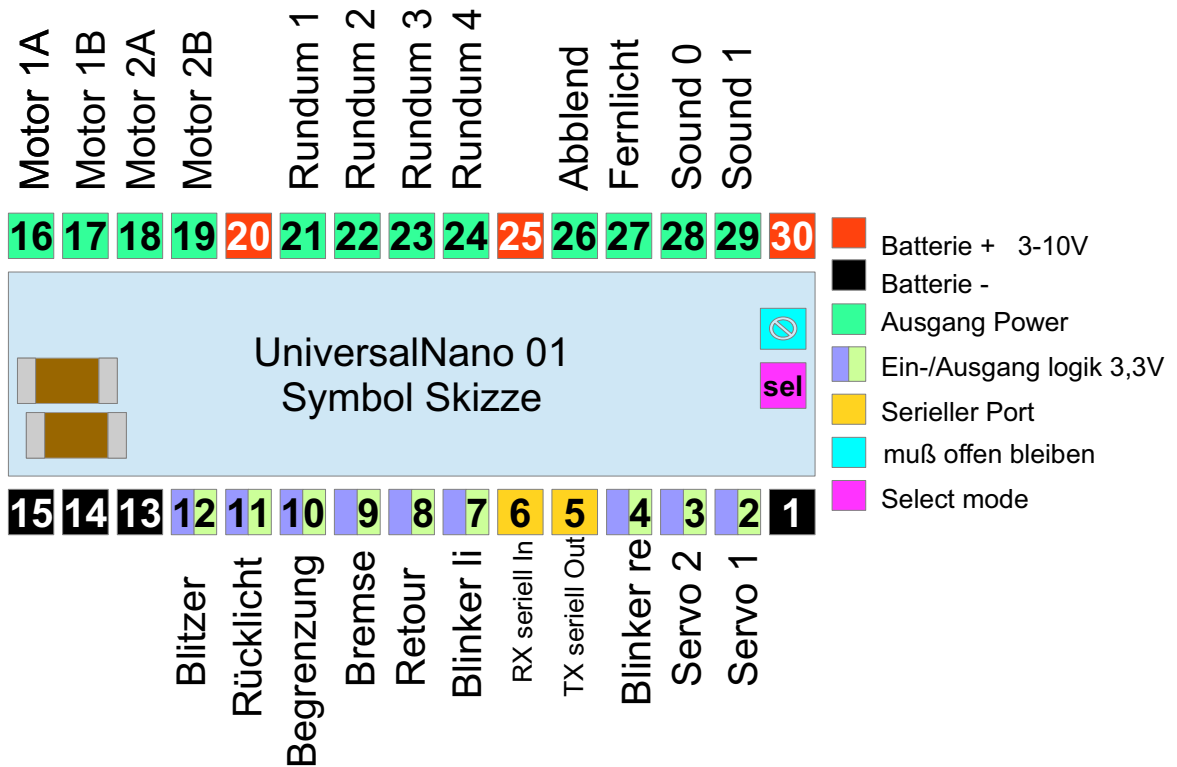 Motor 1A
Motor 1B
Motor 2A
Motor 2B
Rundum 1
Rundum 2
Rundum 3
Rundum 4
Abblend
Fernlicht
Sound 0
Sound 1
16 17 18 19 20 21 22 23 24 25 26 27 28 29 30
Batterie + 3-10V
Batterie -
Ausgang Power
Ein-/Ausgang logik 3,3V
Serieller Port
muß offen bleiben
Select mode
UniversalNano 01
Symbol Skizze
sel
15 14 13 12 11 10 9 8 7 6 5 4 3 2 1
Blitzer
Rücklicht
Begrenzung
Bremse
Retour
Blinker li
RX seriell In
TX seriell Out
Blinker re
Servo 2
Servo 1